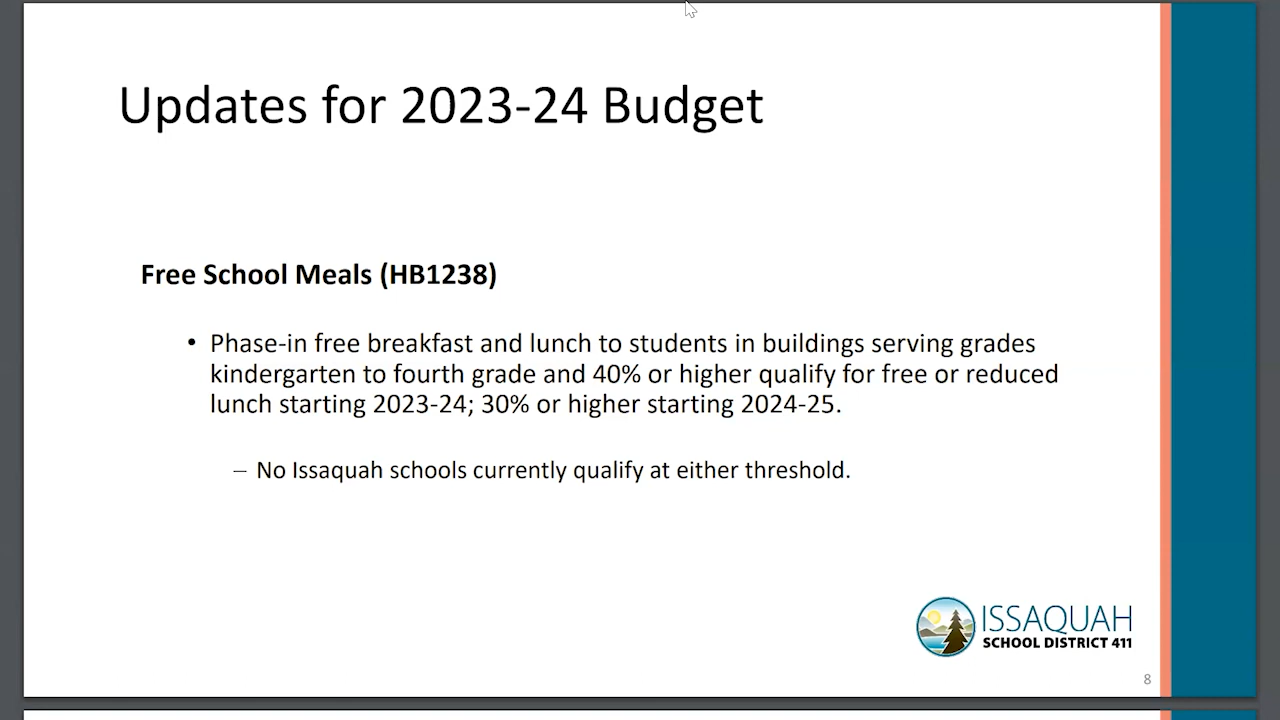 Updates for 2023-24 Budget
Free School Meals (HB1238)
• Phase-in free breakfast and lunch to students in buildings serving grades
kindergarten to fourth grade and 40% or higher qualify for free or reduced
lunch starting 2023-24; 30% or higher starting 2024-25.
– No Issaquah schools currently qualify at either threshold.
ISSAQUAH
SCHOOL DISTRICT 411
8